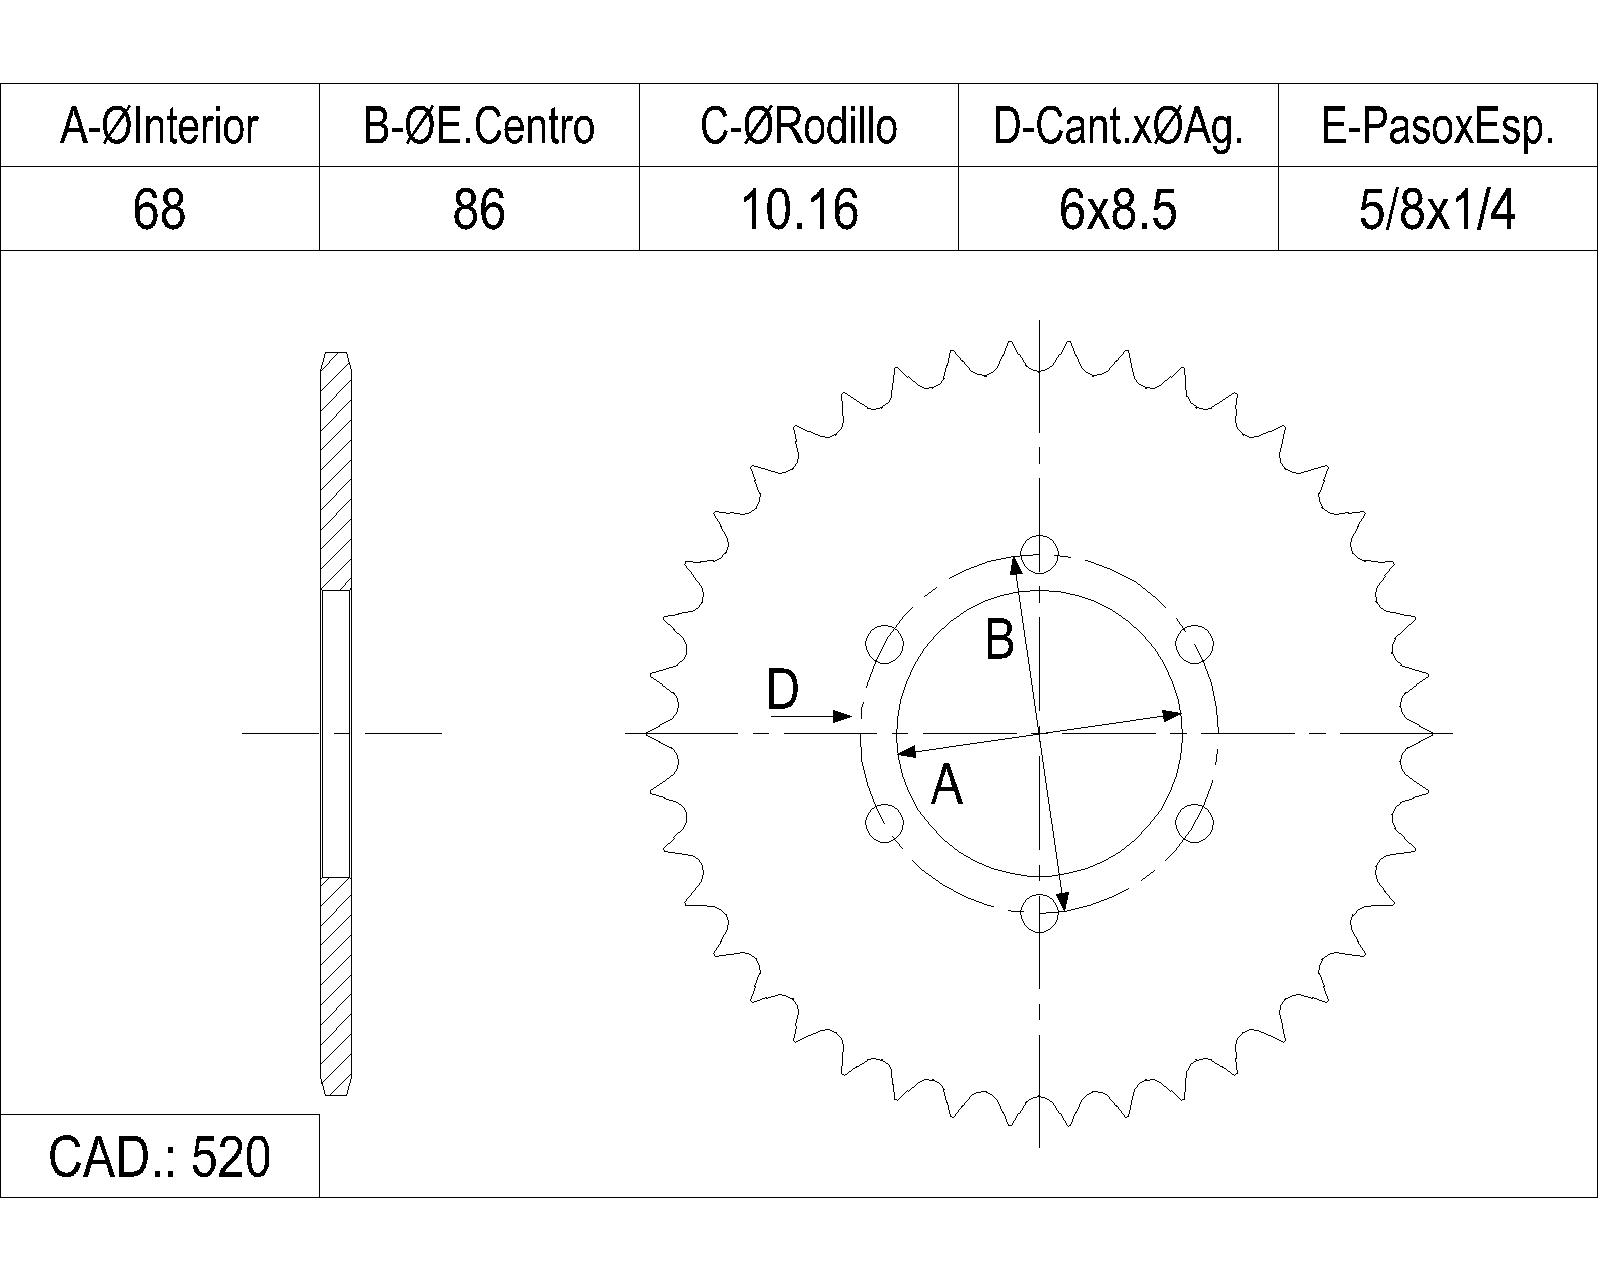 A-ØInterior B-ØE.Centro C-ØRodillo D-Cant.xØAg. E-PasoxEsp.
68 86 10.16 6x8.5 5/8x1/4
B
D
A
CAD.: 520